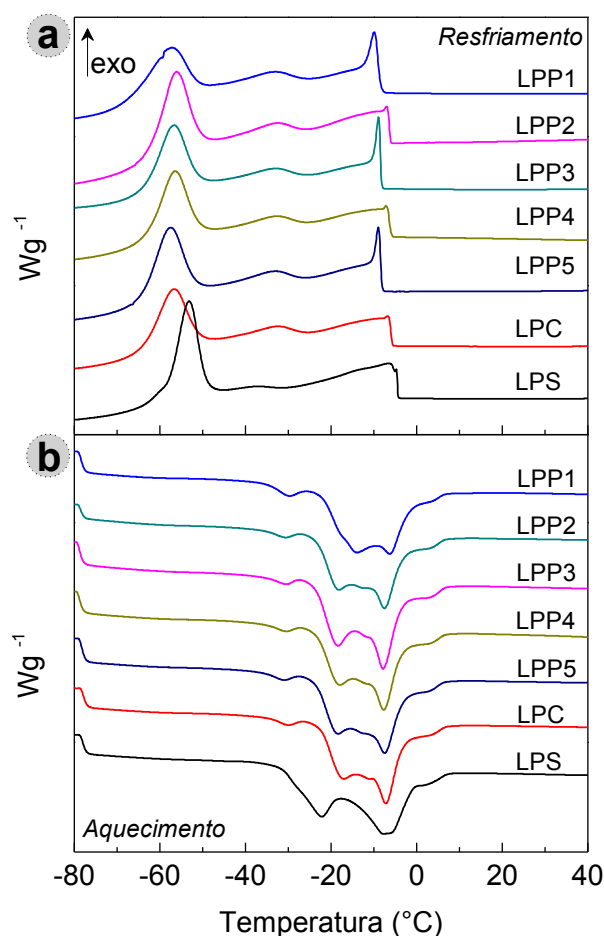 a
exo
Resfriamento
LPP1
LPP2
LPP3
LPP4
LPP5
LPC
LPS
Wg⁻¹
b
LPP1
LPP2
LPP3
LPP4
LPP5
LPC
LPS
Wg⁻¹
Aquecimento
-80 -60 -40 -20 0 20 40
Temperatura (°C)